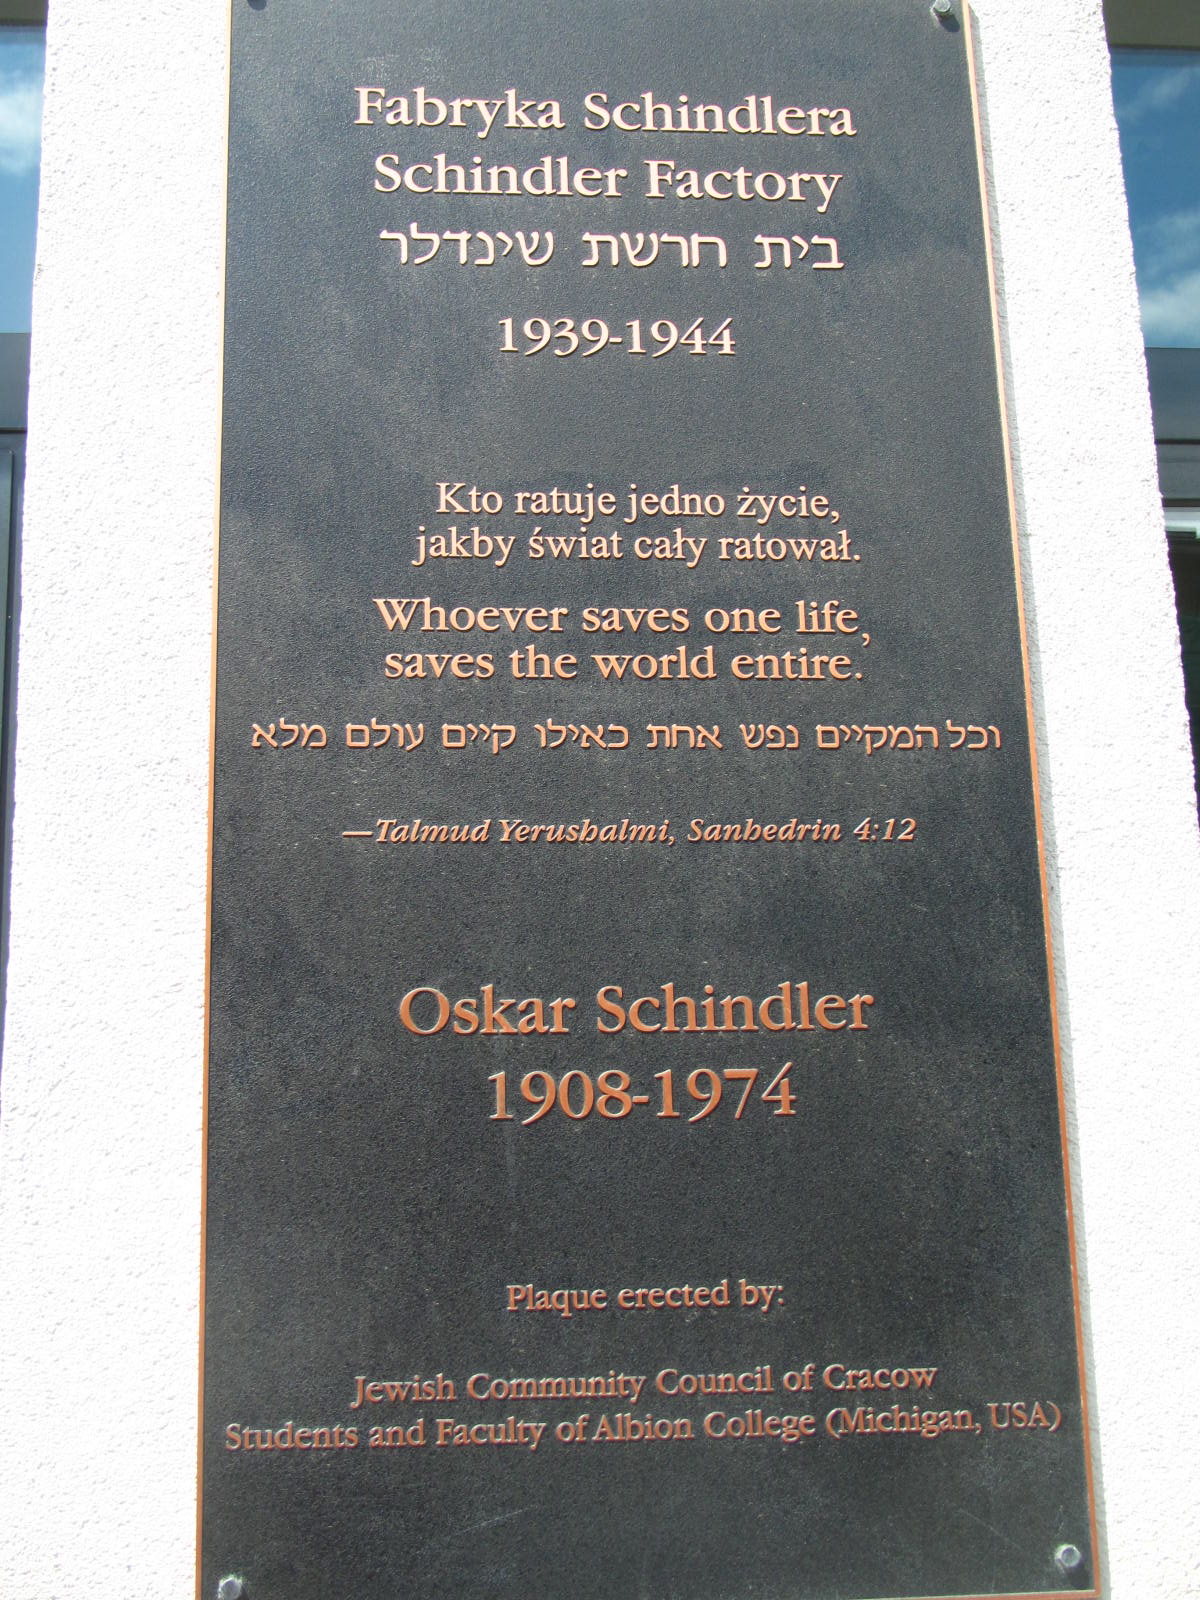 Fabryka Schindlera
Schindler Factory
בית חרשת שינדלר
1939-1944
Kto ratuje jedno życie,
jakby świat cały ratował.
Whoever saves one life,
saves the world entire.
וכל המקיים נפש אחת כאילו קיים עולם מלא
—Talmud Yerushalmi, Sanhedrin 4:12
Oskar Schindler
1908-1974
Plaque erected by:
Jewish Community Council of Cracow
Students and Faculty of Albion College (Michigan, USA)